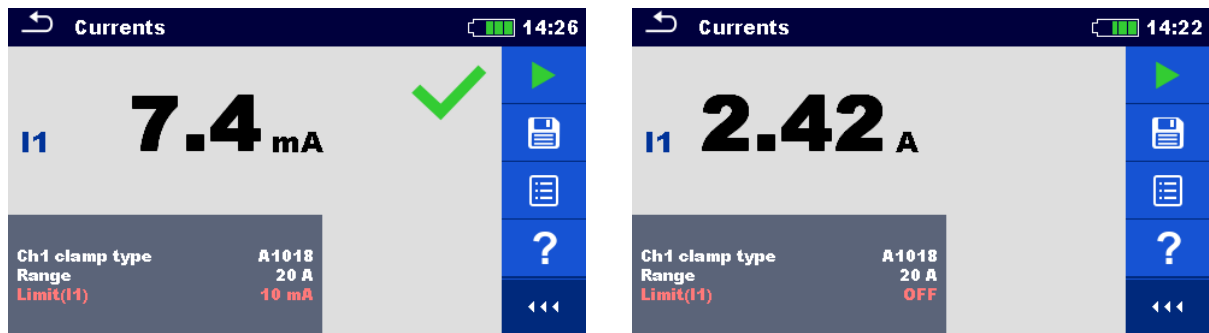 Currents 14:26
I1 7.4 mA
Ch1 clamp type A1018
Range 20 A
Limit(I1) 10 mA
?
Currents 14:22
I1 2.42 A
Ch1 clamp type A1018
Range 20 A
Limit(I1) OFF
?